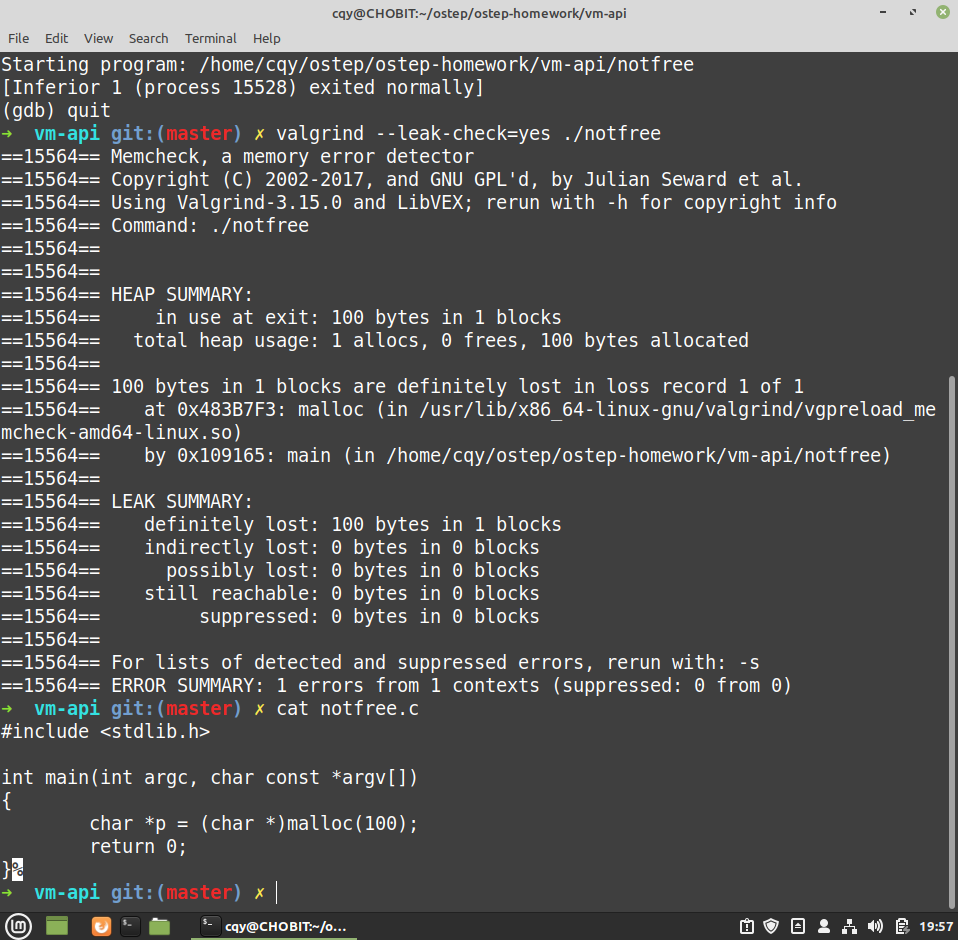 cqy@CHOBIT:~/ostep/ostep-homework/vm-api
File Edit View Search Terminal Help
Starting program: /home/cqy/ostep/ostep-homework/vm-api/notfree
[Inferior 1 (process 15528) exited normally]
(gdb) quit
➜  vm-api git:(master) ✗ valgrind --leak-check=yes ./notfree
==15564== Memcheck, a memory error detector
==15564== Copyright (C) 2002-2017, and GNU GPL'd, by Julian Seward et al.
==15564== Using Valgrind-3.15.0 and LibVEX; rerun with -h for copyright info
==15564== Command: ./notfree
==15564==
==15564==
==15564== HEAP SUMMARY:
==15564==     in use at exit: 100 bytes in 1 blocks
==15564==   total heap usage: 1 allocs, 0 frees, 100 bytes allocated
==15564==
==15564== 100 bytes in 1 blocks are definitely lost in loss record 1 of 1
==15564==    at 0x483B7F3: malloc (in /usr/lib/x86_64-linux-gnu/valgrind/vgpreload_me
mcheck-amd64-linux.so)
==15564==    by 0x109165: main (in /home/cqy/ostep/ostep-homework/vm-api/notfree)
==15564==
==15564== LEAK SUMMARY:
==15564==    definitely lost: 100 bytes in 1 blocks
==15564==    indirectly lost: 0 bytes in 0 blocks
==15564==      possibly lost: 0 bytes in 0 blocks
==15564==    still reachable: 0 bytes in 0 blocks
==15564==         suppressed: 0 bytes in 0 blocks
==15564==
==15564== For lists of detected and suppressed errors, rerun with: -s
==15564== ERROR SUMMARY: 1 errors from 1 contexts (suppressed: 0 from 0)
➜  vm-api git:(master) ✗ cat notfree.c
#include <stdlib.h>

int main(int argc, char const *argv[])
{
        char *p = (char *)malloc(100);
        return 0;
}%
➜  vm-api git:(master) ✗
cqy@CHOBIT:~/o... 19:57